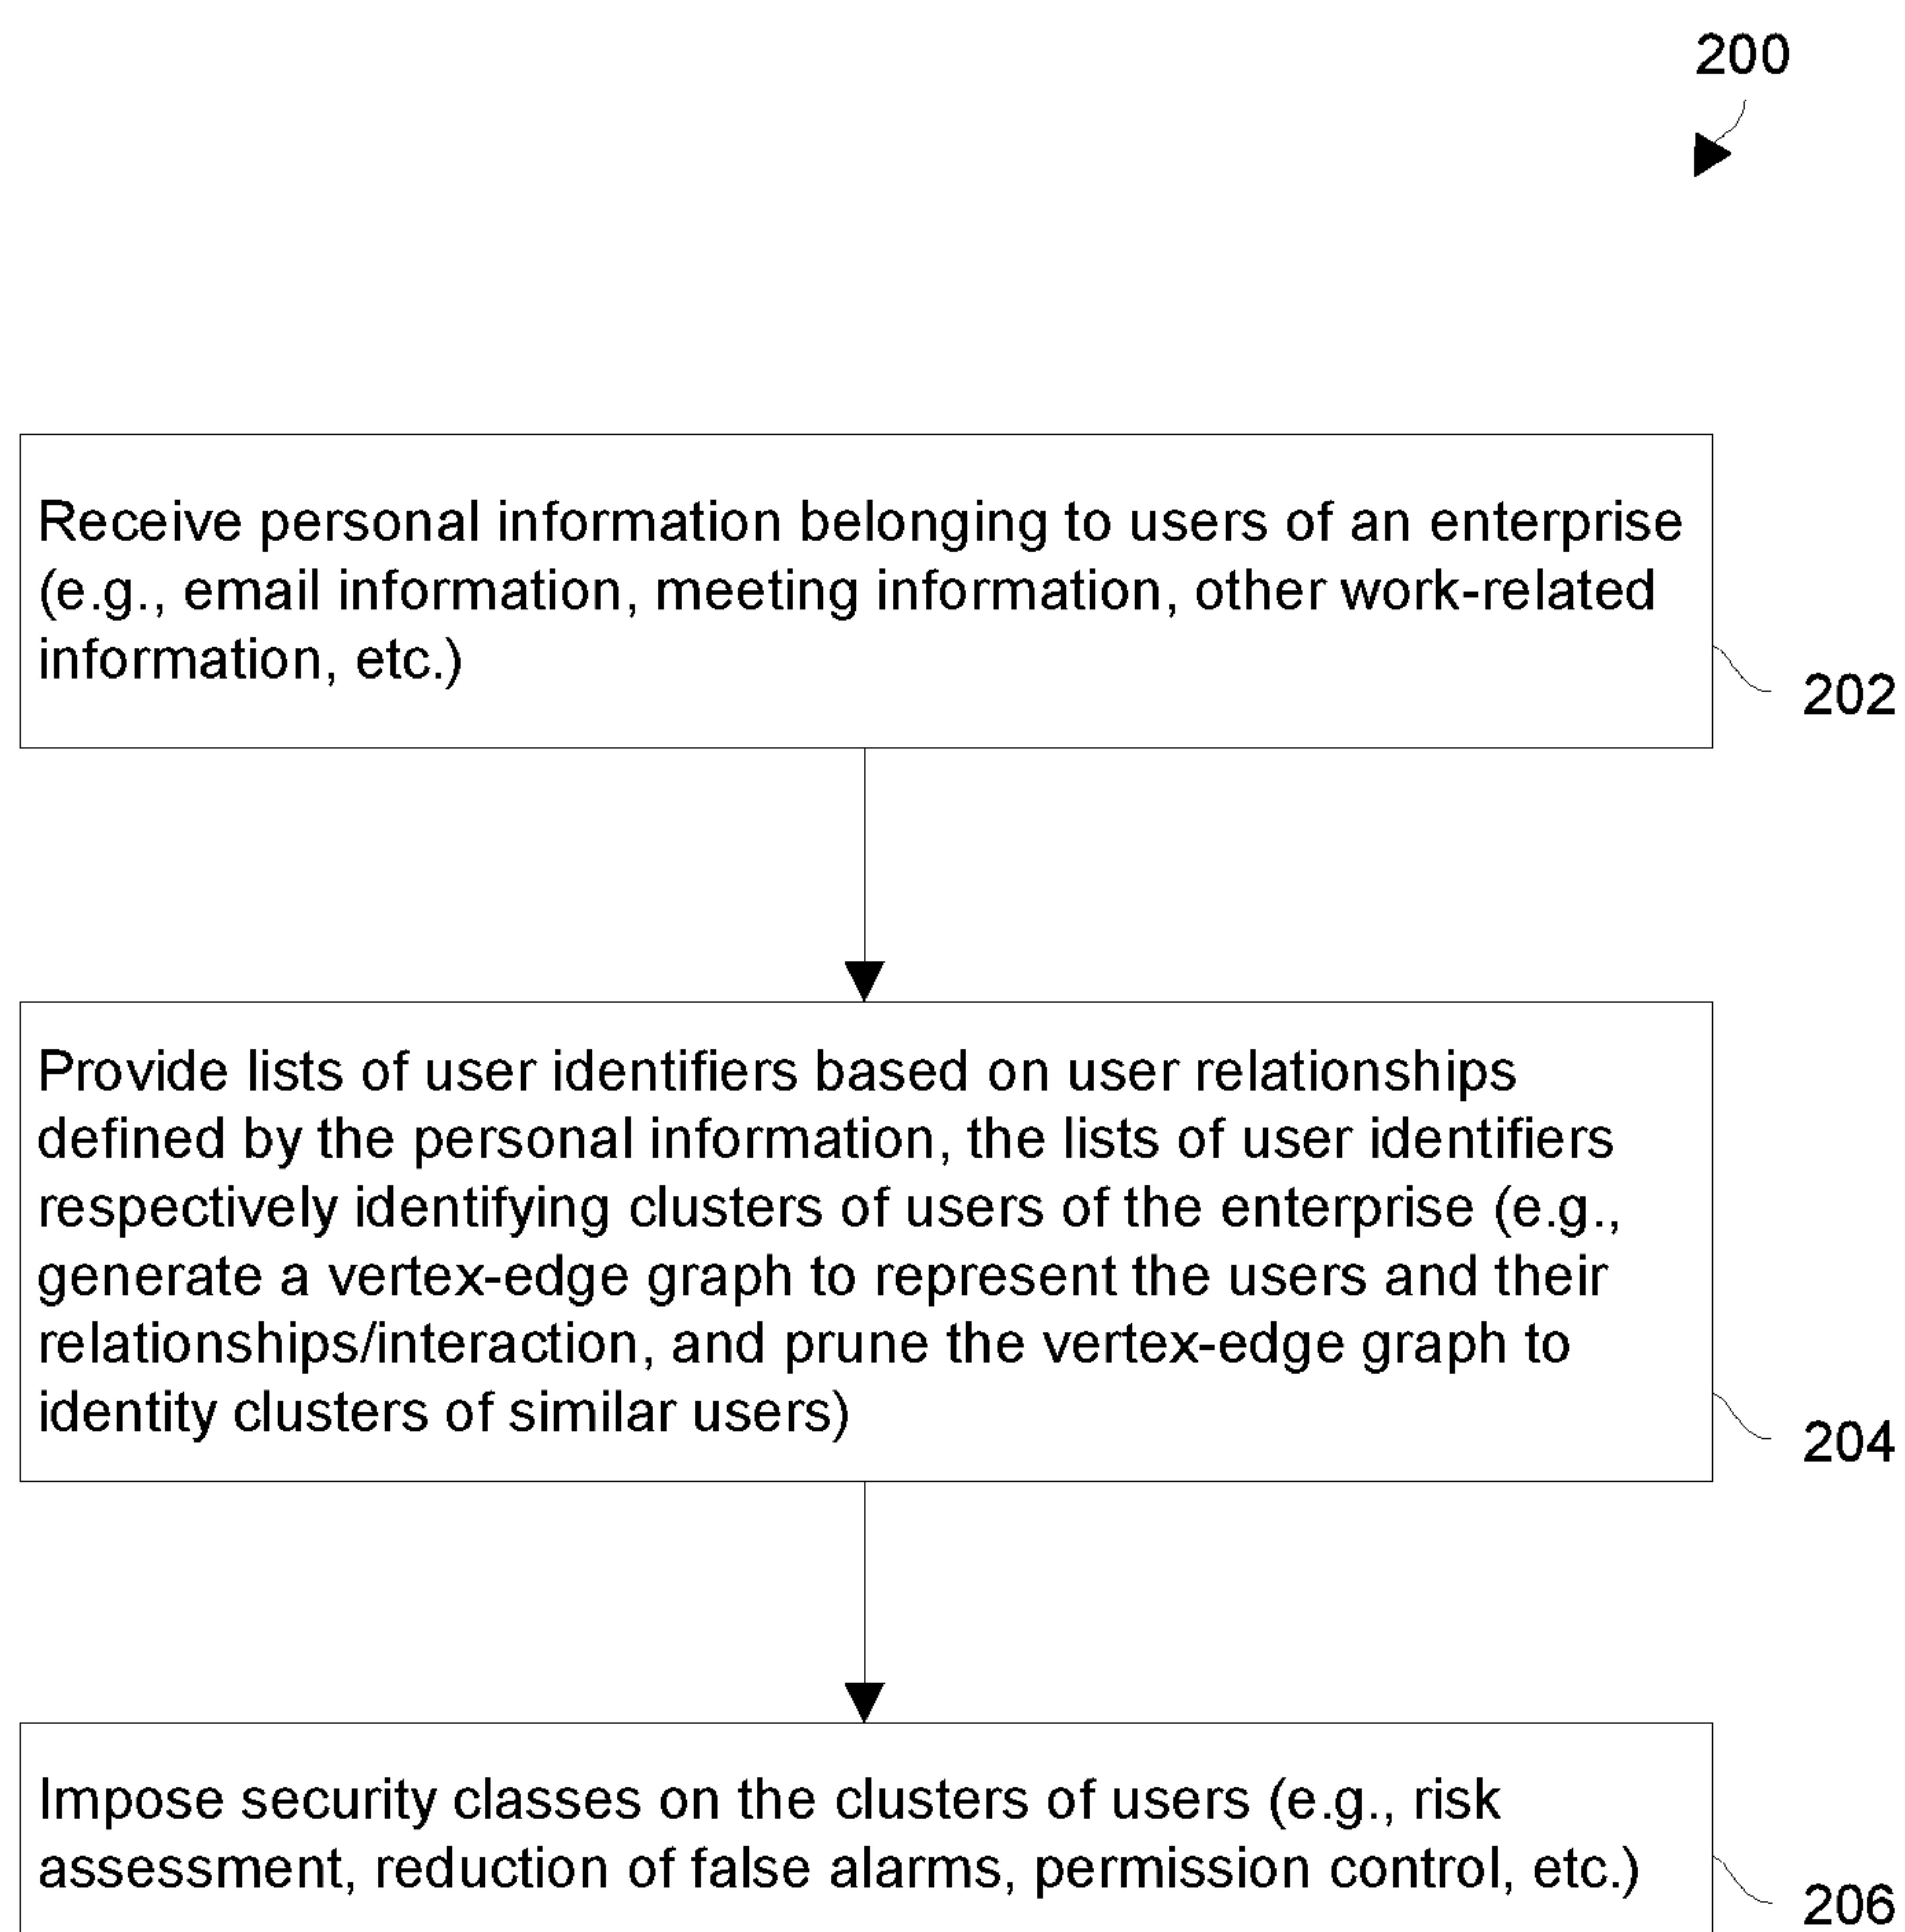 200
Receive personal information belonging to users of an enterprise
(e.g., email information, meeting information, other work-related
information, etc.)
202
Provide lists of user identifiers based on user relationships
defined by the personal information, the lists of user identifiers
respectively identifying clusters of users of the enterprise (e.g.,
generate a vertex-edge graph to represent the users and their
relationships/interaction, and prune the vertex-edge graph to
identity clusters of similar users)
204
Impose security classes on the clusters of users (e.g., risk
assessment, reduction of false alarms, permission control, etc.)
206